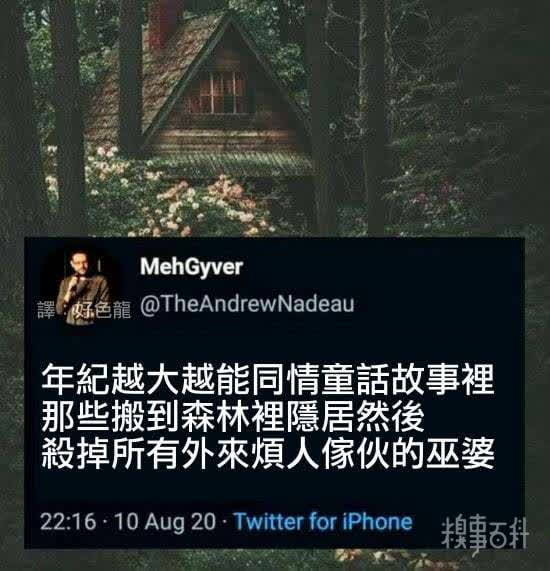 MehGyver
譯：好色龍 @TheAndrewNadeau
年紀越大越能同情童話故事裡
那些搬到森林裡隱居然後
殺掉所有外來煩人傢伙的巫婆
22:16 · 10 Aug 20 · Twitter for iPhone
糗事百科